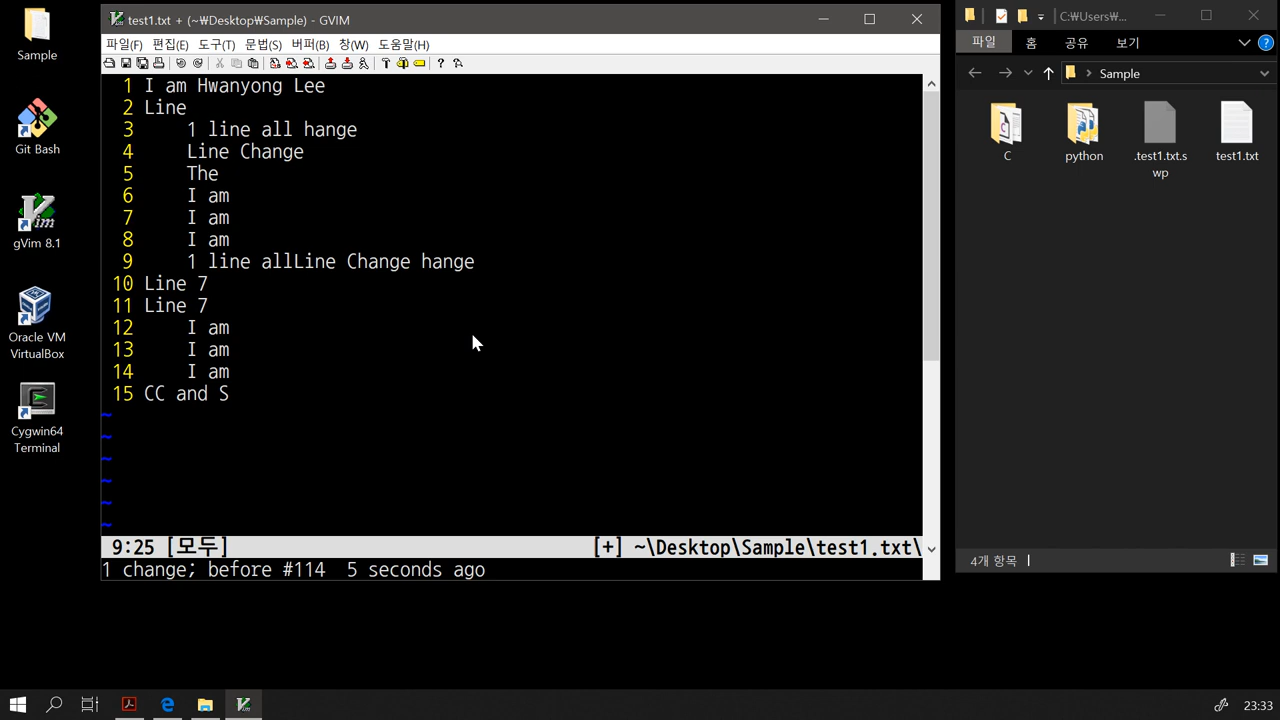 Sample
Git Bash
gVim 8.1
Oracle VM
VirtualBox
Cygwin64
Terminal
test1.txt + (~₩Desktop₩Sample) - GVIM
파일(F) 편집(E) 도구(T) 문법(S) 버퍼(B) 창(W) 도움말(H)
1 I am Hwanyong Lee
2 Line
3 1 line all hange
4 Line Change
5 The
6 I am
7 I am
8 I am
9 1 line allLine Change hange
10 Line 7
11 Line 7
12 I am
13 I am
14 I am
15 CC and S
~
~
~
~
~
~
9:25 [모두] [+] ~\Desktop\Sample\test1.txt\
1 change; before #114 5 seconds ago
C:₩Users₩...
파일 홈 공유 보기
Sample
C
python
.test1.txt.s
wp
test1.txt
4개 항목
23:33